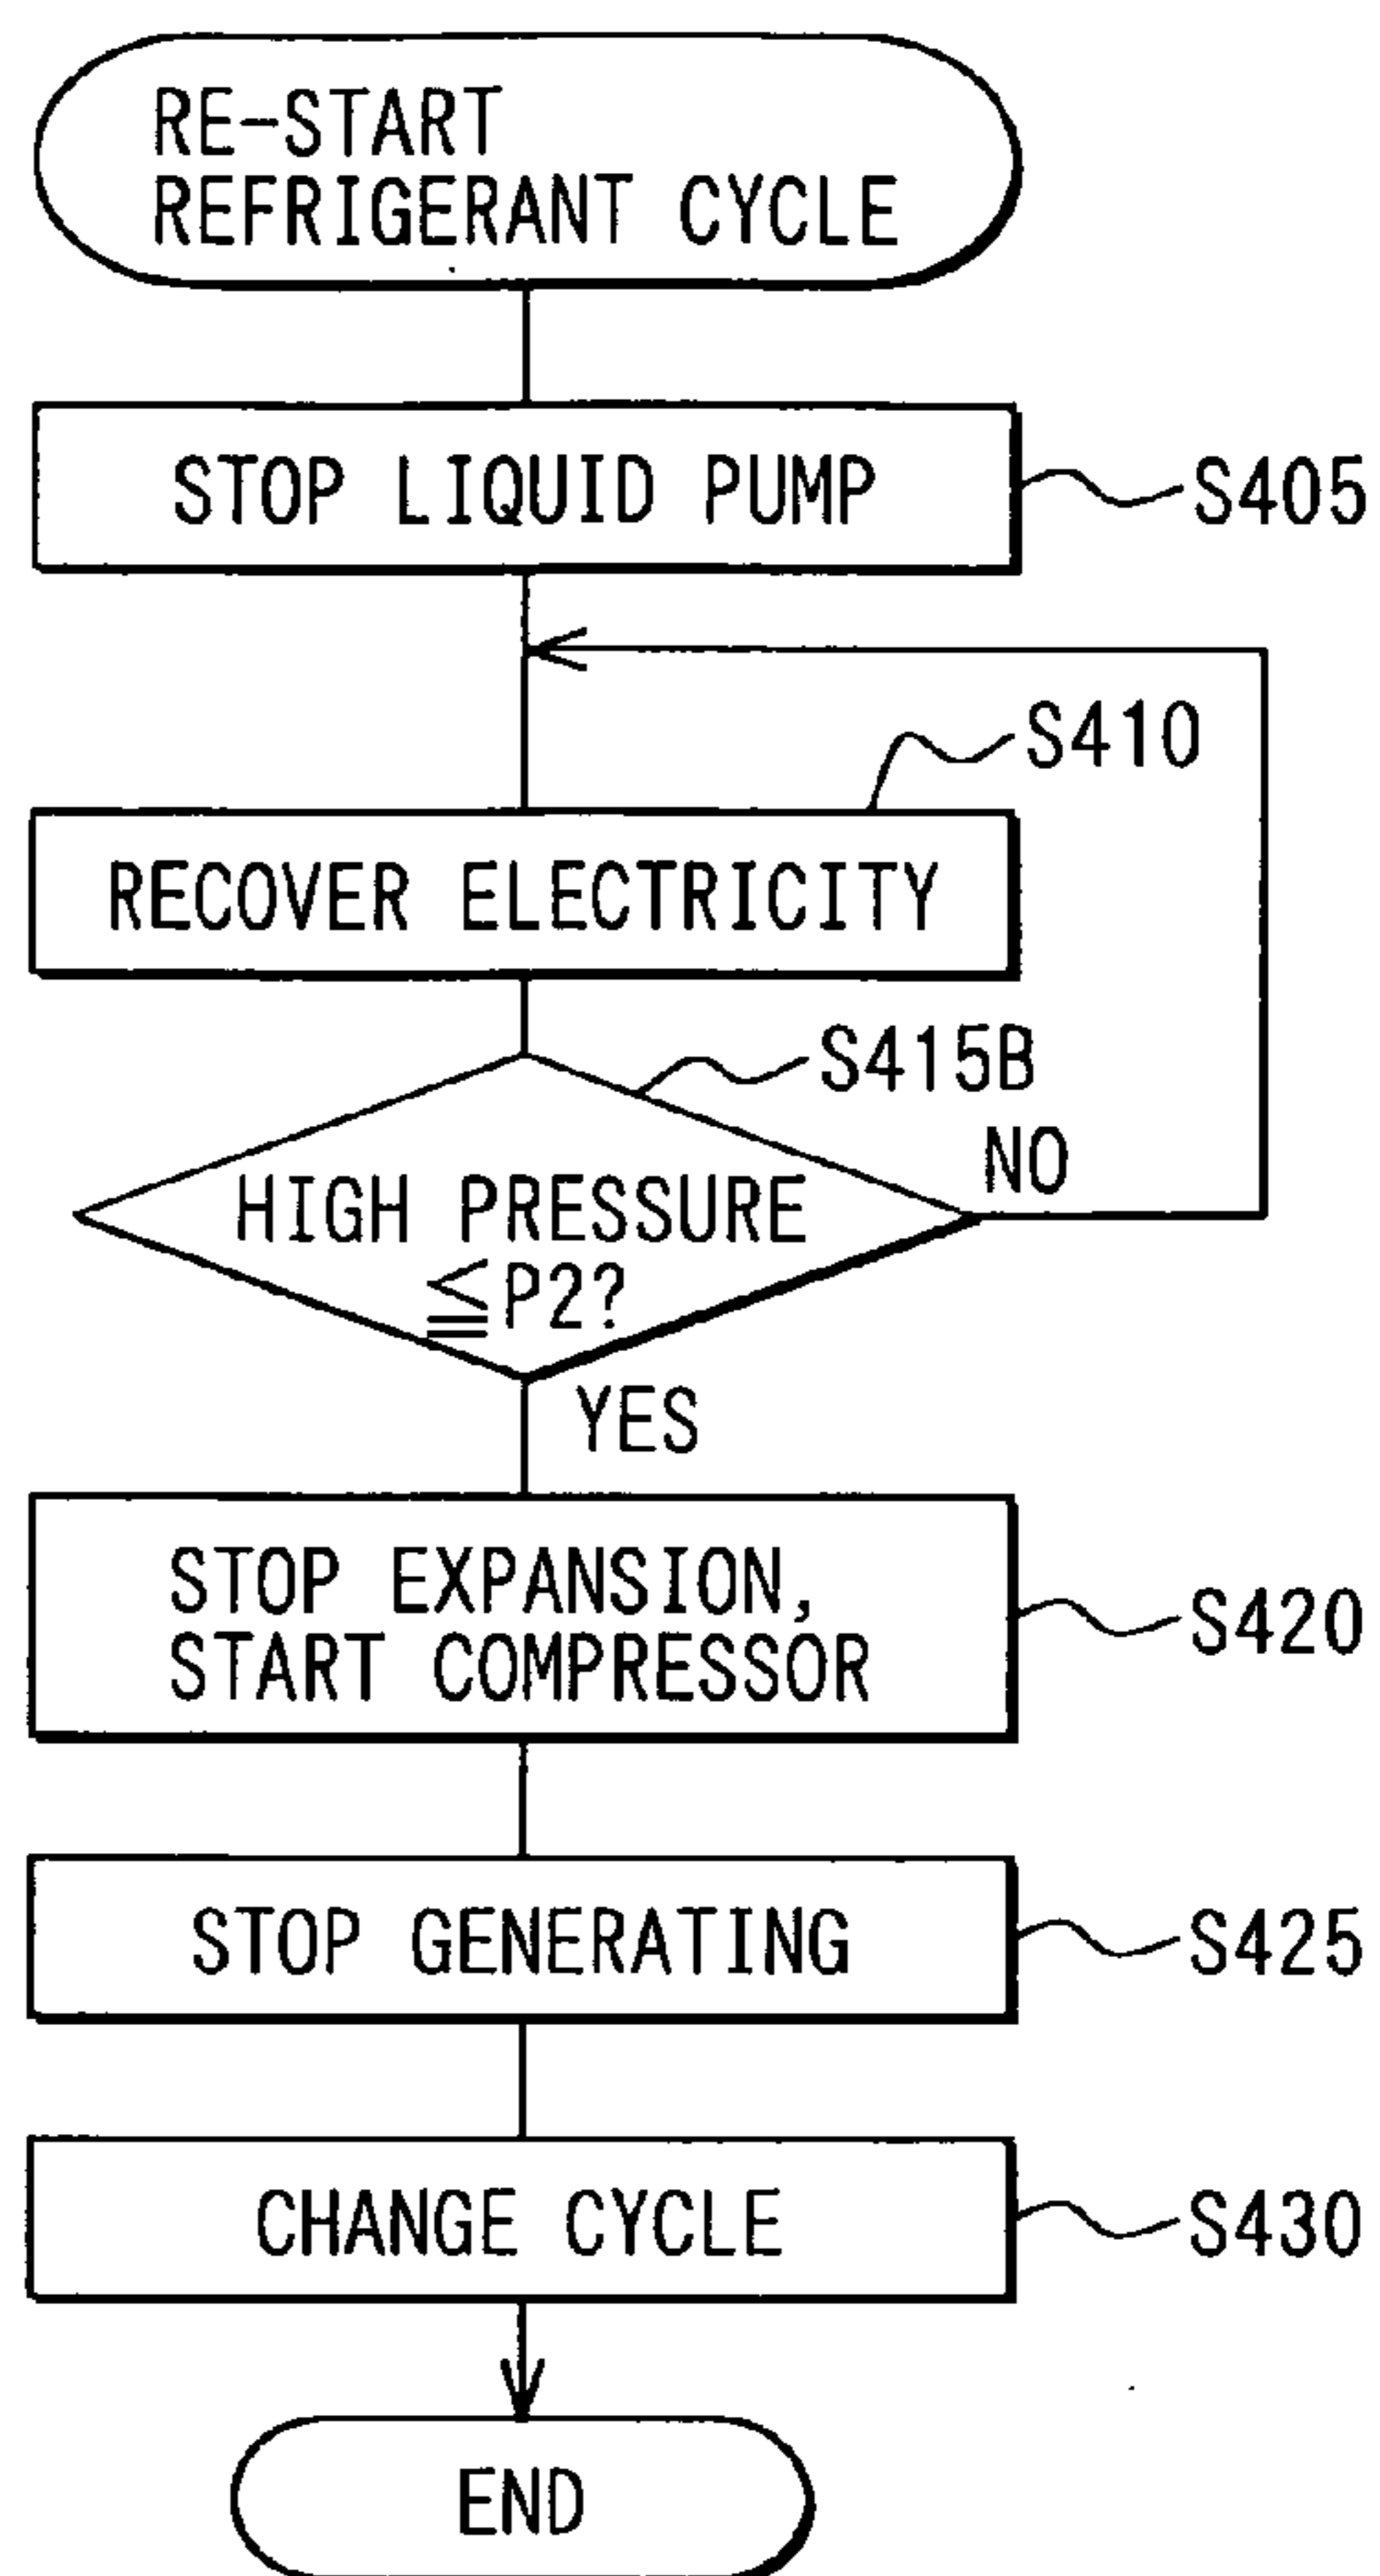 RE-START
REFRIGERANT CYCLE
STOP LIQUID PUMP
S405
S410
RECOVER ELECTRICITY
S415B
HIGH PRESSURE
≦P2?
NO
YES
STOP EXPANSION,
START COMPRESSOR
S420
STOP GENERATING
S425
CHANGE CYCLE
S430
END